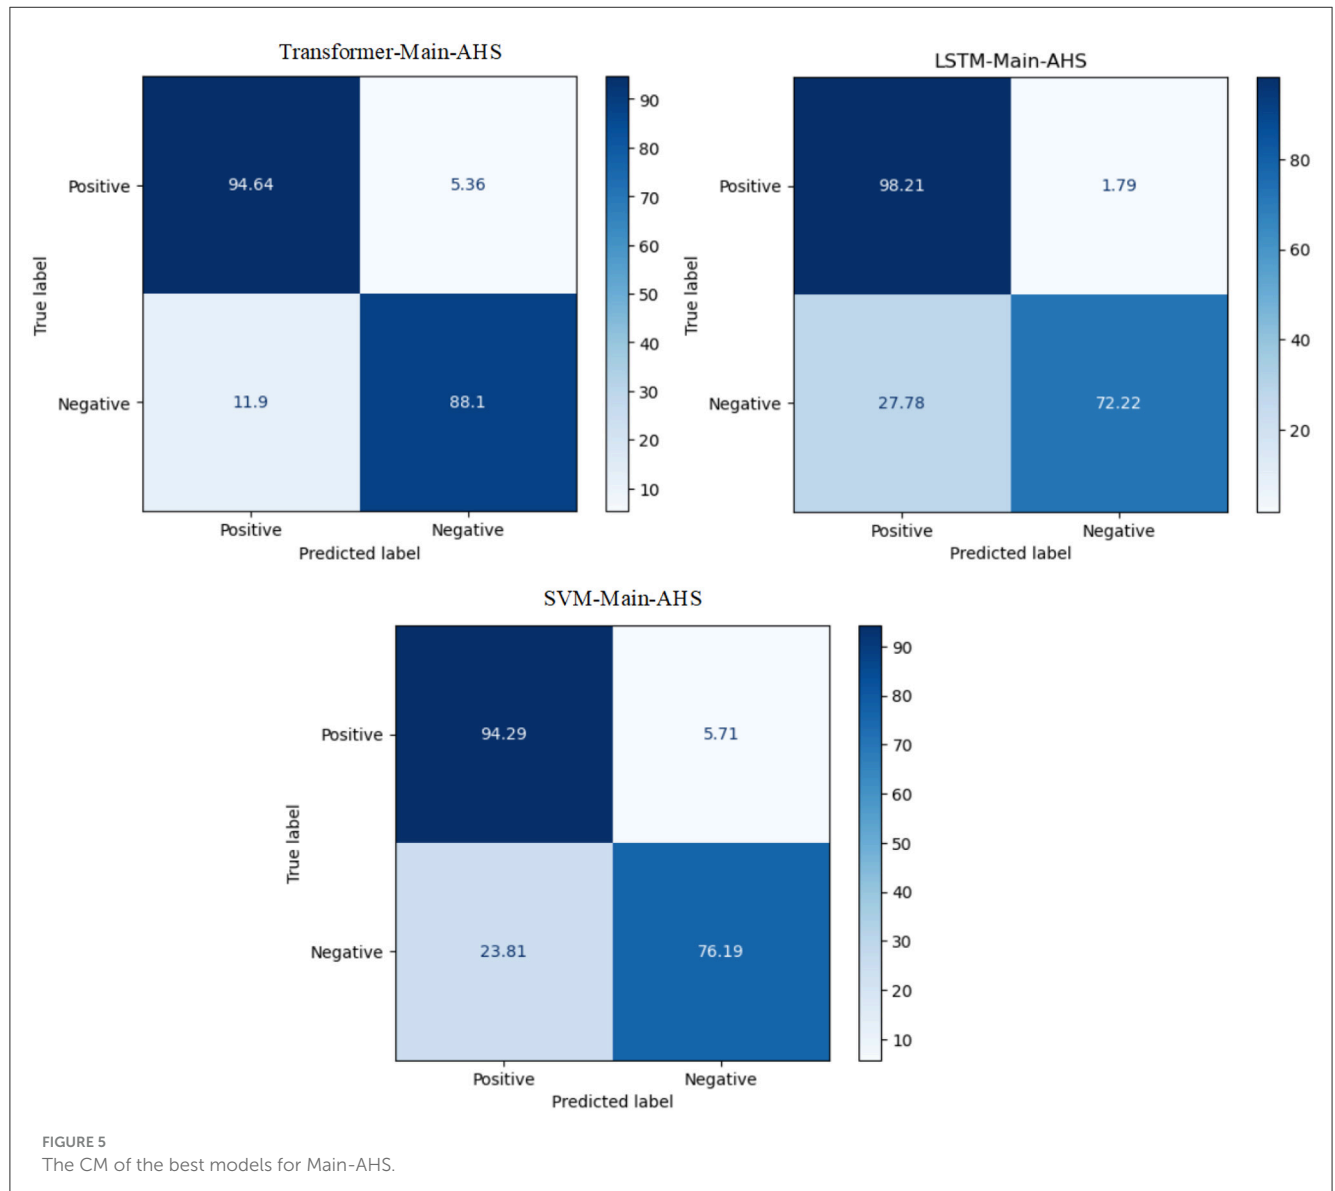 Transformer-Main-AHS
Positive
94.64
5.36
Negative
11.9
88.1
Positive
Negative
Predicted label
True label
90
80
70
60
50
40
30
20
10
LSTM-Main-AHS
Positive
98.21
1.79
Negative
27.78
72.22
Positive
Negative
Predicted label
True label
80
60
40
20
SVM-Main-AHS
Positive
94.29
5.71
Negative
23.81
76.19
Positive
Negative
Predicted label
True label
90
80
70
60
50
40
30
20
10
FIGURE 5
The CM of the best models for Main-AHS.